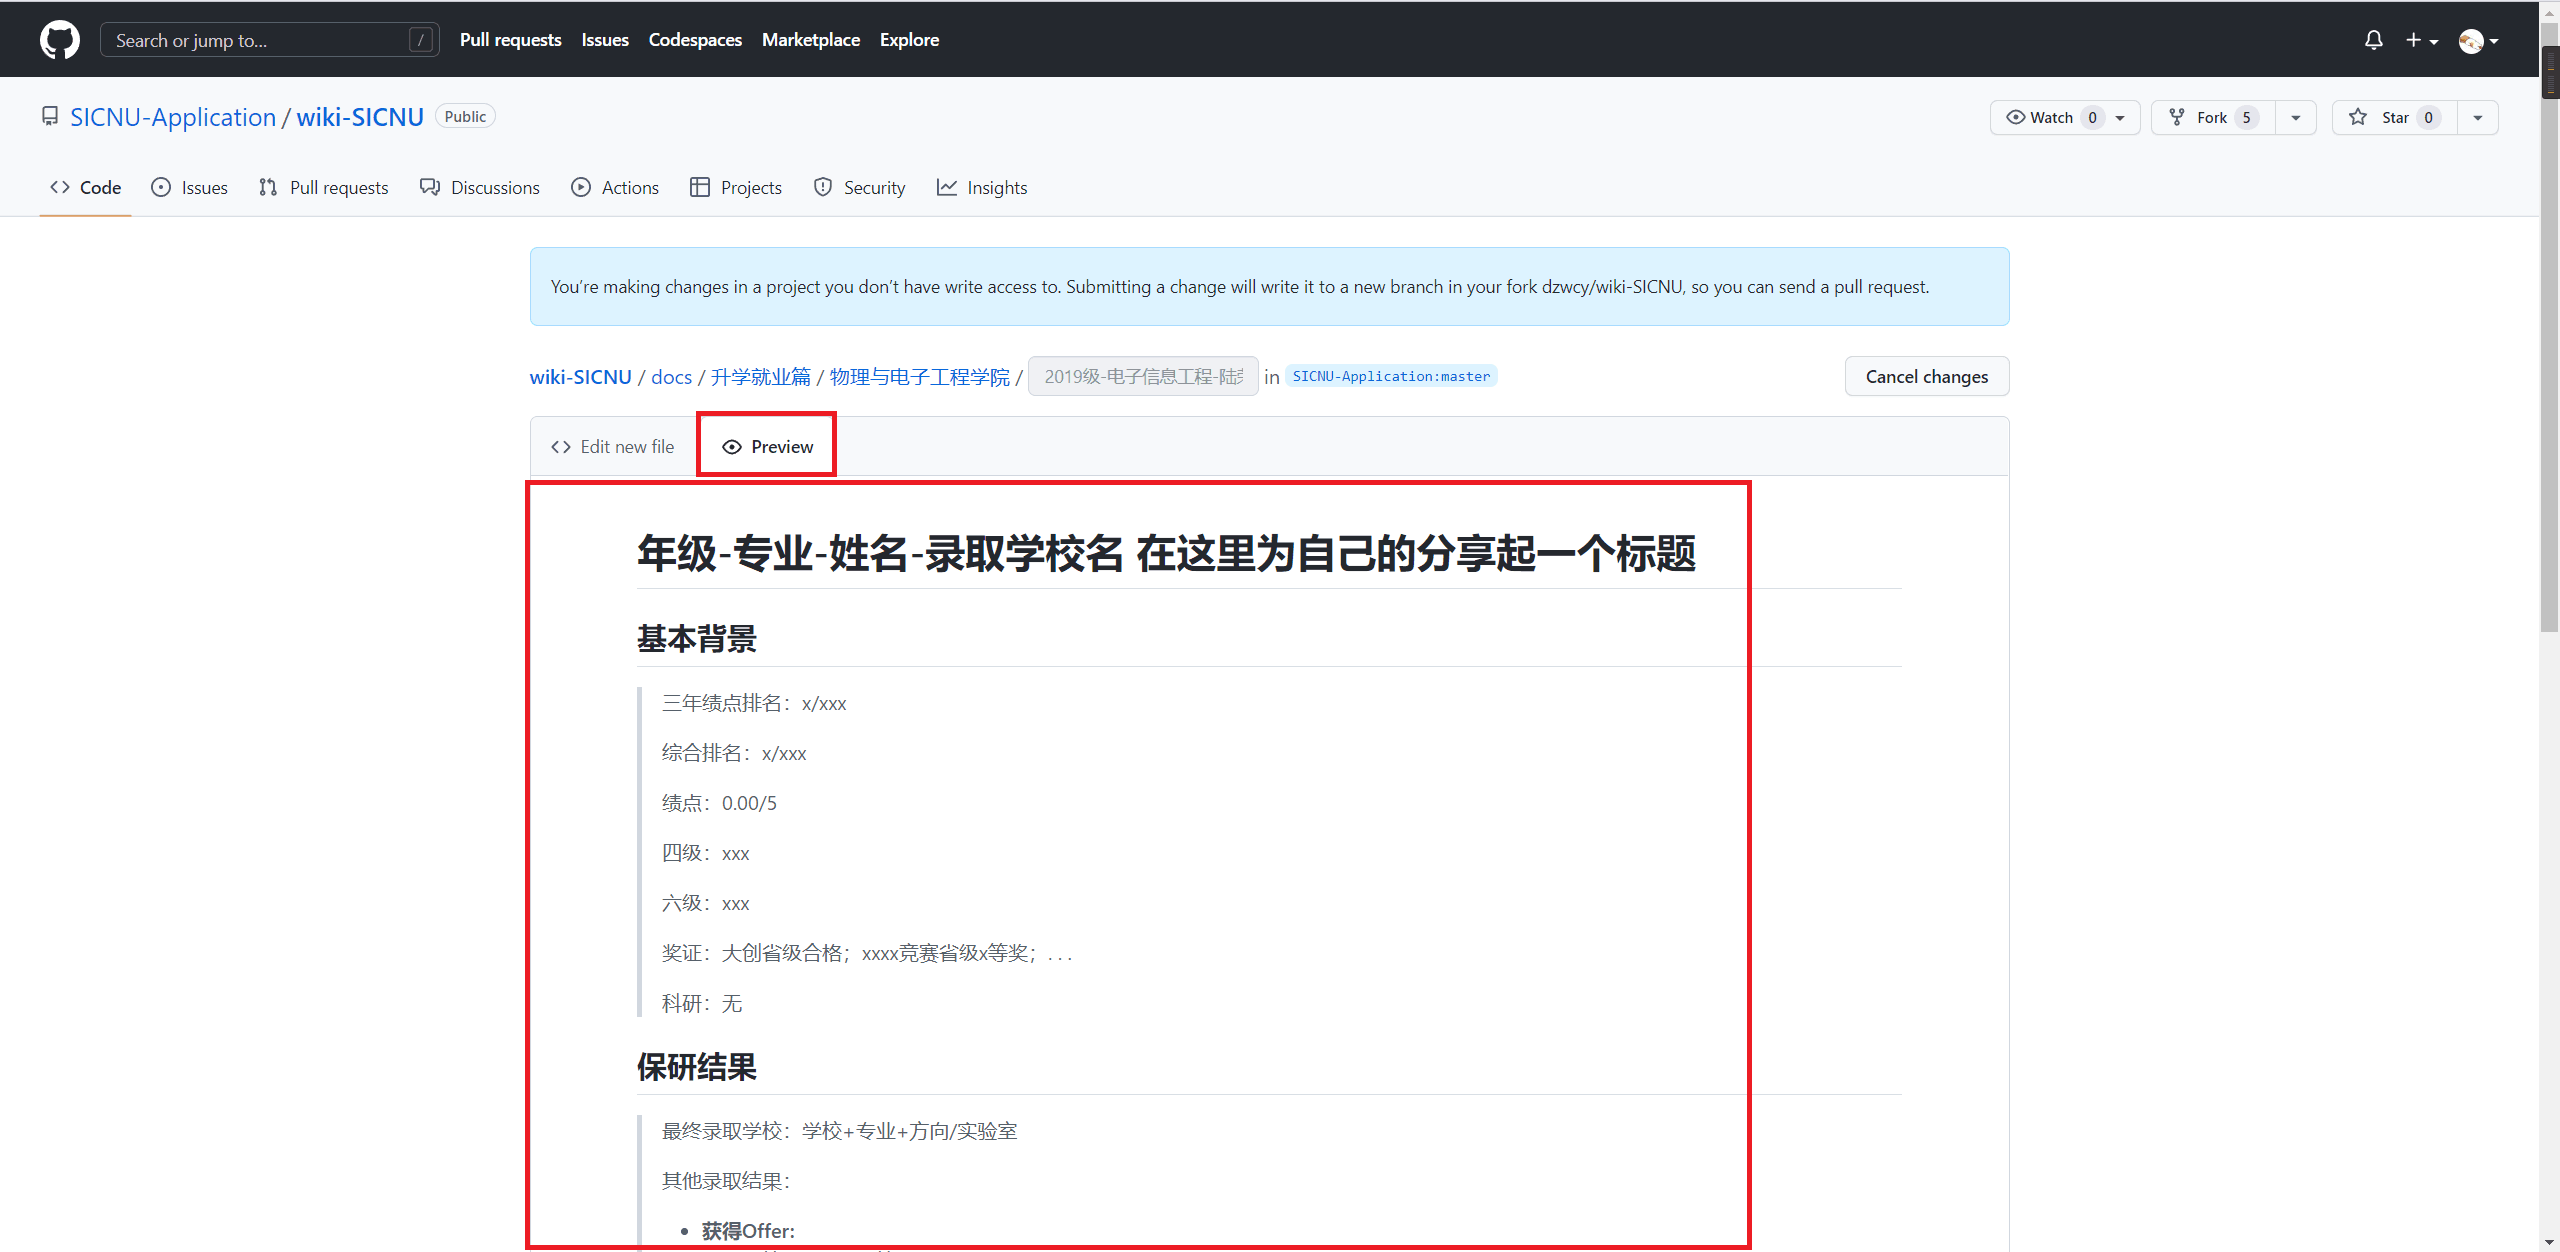 Search or jump to... / Pull requests Issues Codespaces Marketplace Explore
SICNU-Application / wiki-SICNU Public Watch 0 Fork 5 Star 0
Code Issues Pull requests Discussions Actions Projects Security Insights
You’re making changes in a project you don’t have write access to. Submitting a change will write it to a new branch in your fork dzwcy/wiki-SICNU, so you can send a pull request.
wiki-SICNU / docs / 升学就业篇 / 物理与电子工程学院 / 2019级-电子信息工程-陆 in SICNU-Application:master Cancel changes
Edit new file Preview
年级-专业-姓名-录取学校名 在这里为自己的分享起一个标题
基本背景
三年绩点排名：x/xxx
综合排名：x/xxx
绩点：0.00/5
四级：xxx
六级：xxx
奖证：大创省级合格；xxxx竞赛省级x等奖；...
科研：无
保研结果
最终录取学校：学校+专业+方向/实验室
其他录取结果：
获得Offer: